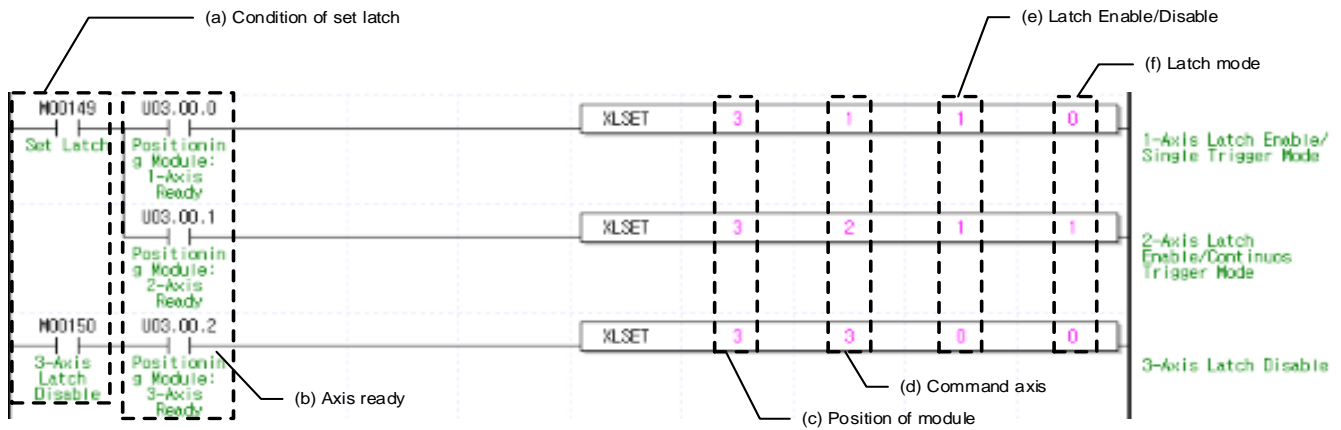 (a) Condition of set latch
(e) Latch Enable/Disable
(f) Latch mode
M00149
U03.00.0
XLSET 3 1 1 0
Set Latch
Positionin
g Module:
1-Axis
Ready
1-Axis Latch Enable/
Single Trigger Mode
U03.00.1
XLSET 3 2 1 1
Positionin
g Module:
2-Axis
Ready
2-Axis Latch
Enable/Continuos
Trigger Mode
M00150
U03.00.2
XLSET 3 3 0 0
3-Axis
Latch
Disable
Positionin
g Module:
3-Axis
Ready
3-Axis Latch Disable
(b) Axis ready
(d) Command axis
(c) Position of module